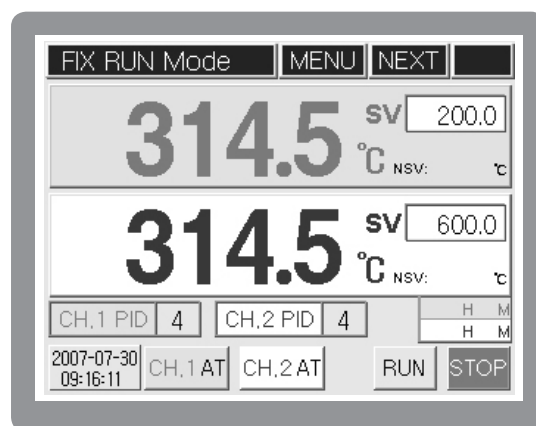 FIX RUN Mode MENU NEXT
314.5 SV 200.0
℃ NSV: ℃
314.5 SV 600.0
℃ NSV: ℃
CH.1 PID 4 CH.2 PID 4 H M
H M
2007-07-30
09:16:11 CH.1 AT CH.2 AT RUN STOP